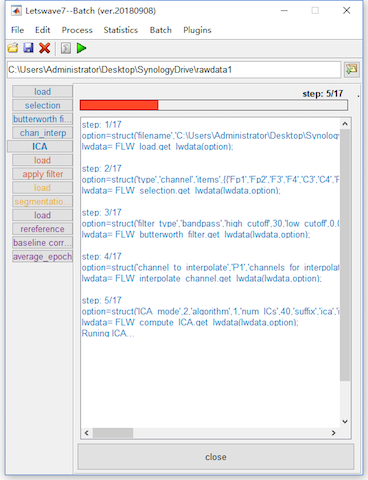 Letswave7--Batch (ver.20180908)
File Edit Process Statistics Batch Plugins
C:\Users\Administrator\Desktop\SynologyDrive\rawdata1
step: 5/17
load
selection
butterworth fi...
chan_interp
ICA
load
apply filter
load
segmentatio...
load
rereference
baseline corr...
average_epoch
step: 1/17
option=struct('filename','C:\Users\Administrator\Desktop\Synology
lwdata= FLW_load.get_lwdata(option);
step: 2/17
option=struct('type','channel','items',{{'Fp1','Fp2','F3','F4','C3','C4','F
lwdata= FLW_selection.get_lwdata(lwdata,option);
step: 3/17
option=struct('filter_type','bandpass','high_cutoff',30,'low_cutoff',0.
lwdata= FLW_butterworth_filter.get_lwdata(lwdata,option);
step: 4/17
option=struct('channel_to_interpolate','P1','channels_for_interpolat
lwdata= FLW_interpolate_channel.get_lwdata(lwdata,option);
step: 5/17
option=struct('ICA_mode',2,'algorithm',1,'num_ICs',40,'suffix','ica','i
lwdata= FLW_compute_ICA.get_lwdata(lwdata,option);
Runing ICA...
close